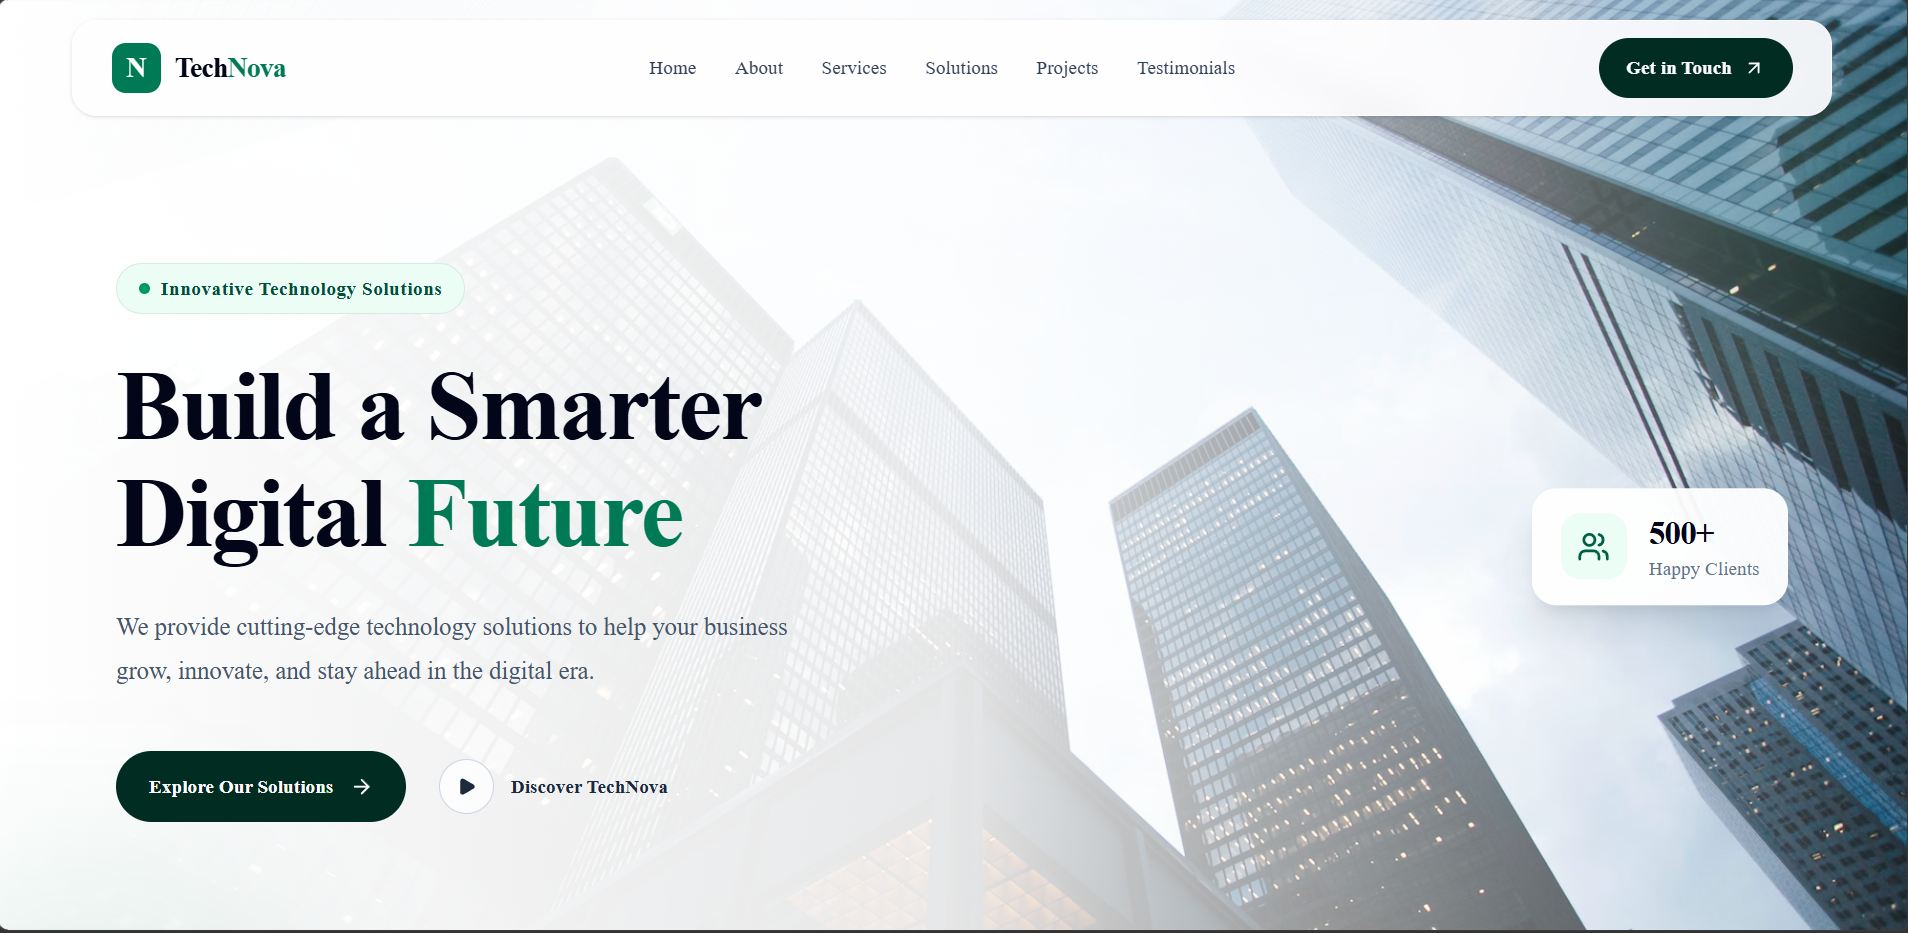 N TechNova
Home About Services Solutions Projects Testimonials
Get in Touch
Innovative Technology Solutions
Build a Smarter
Digital Future
We provide cutting-edge technology solutions to help your business
grow, innovate, and stay ahead in the digital era.
Explore Our Solutions
Discover TechNova
500+
Happy Clients